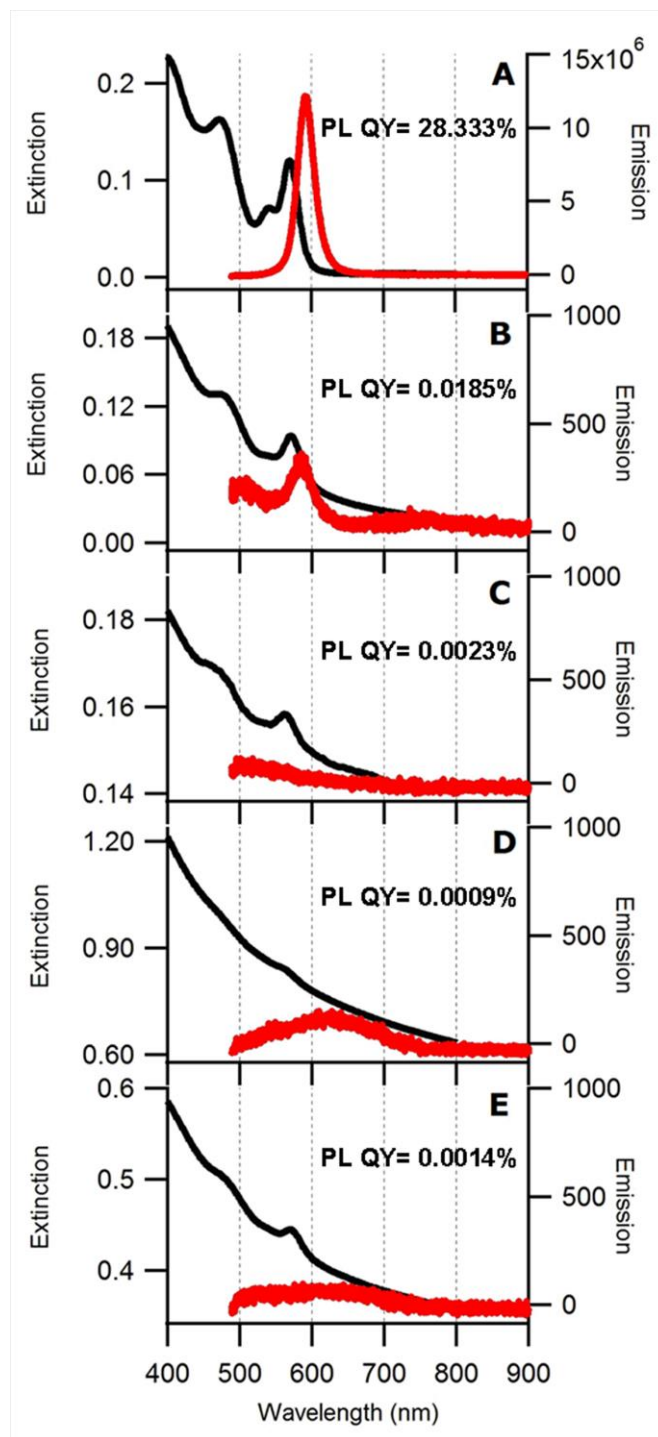 A
15x10⁶
0.2
10
PL QY= 28.333%
Extinction
Emission
0.1
5
0.0
0
B
1000
0.18
PL QY= 0.0185%
0.12
500
Extinction
Emission
0.06
0.00
0
C
1000
0.18
PL QY= 0.0023%
500
0.16
Extinction
Emission
0.14
0
D
1000
1.20
PL QY= 0.0009%
0.90
500
Extinction
Emission
0.60
0
E
1000
0.6
PL QY= 0.0014%
0.5
500
Extinction
Emission
0.4
0
400 500 600 700 800 900
Wavelength (nm)